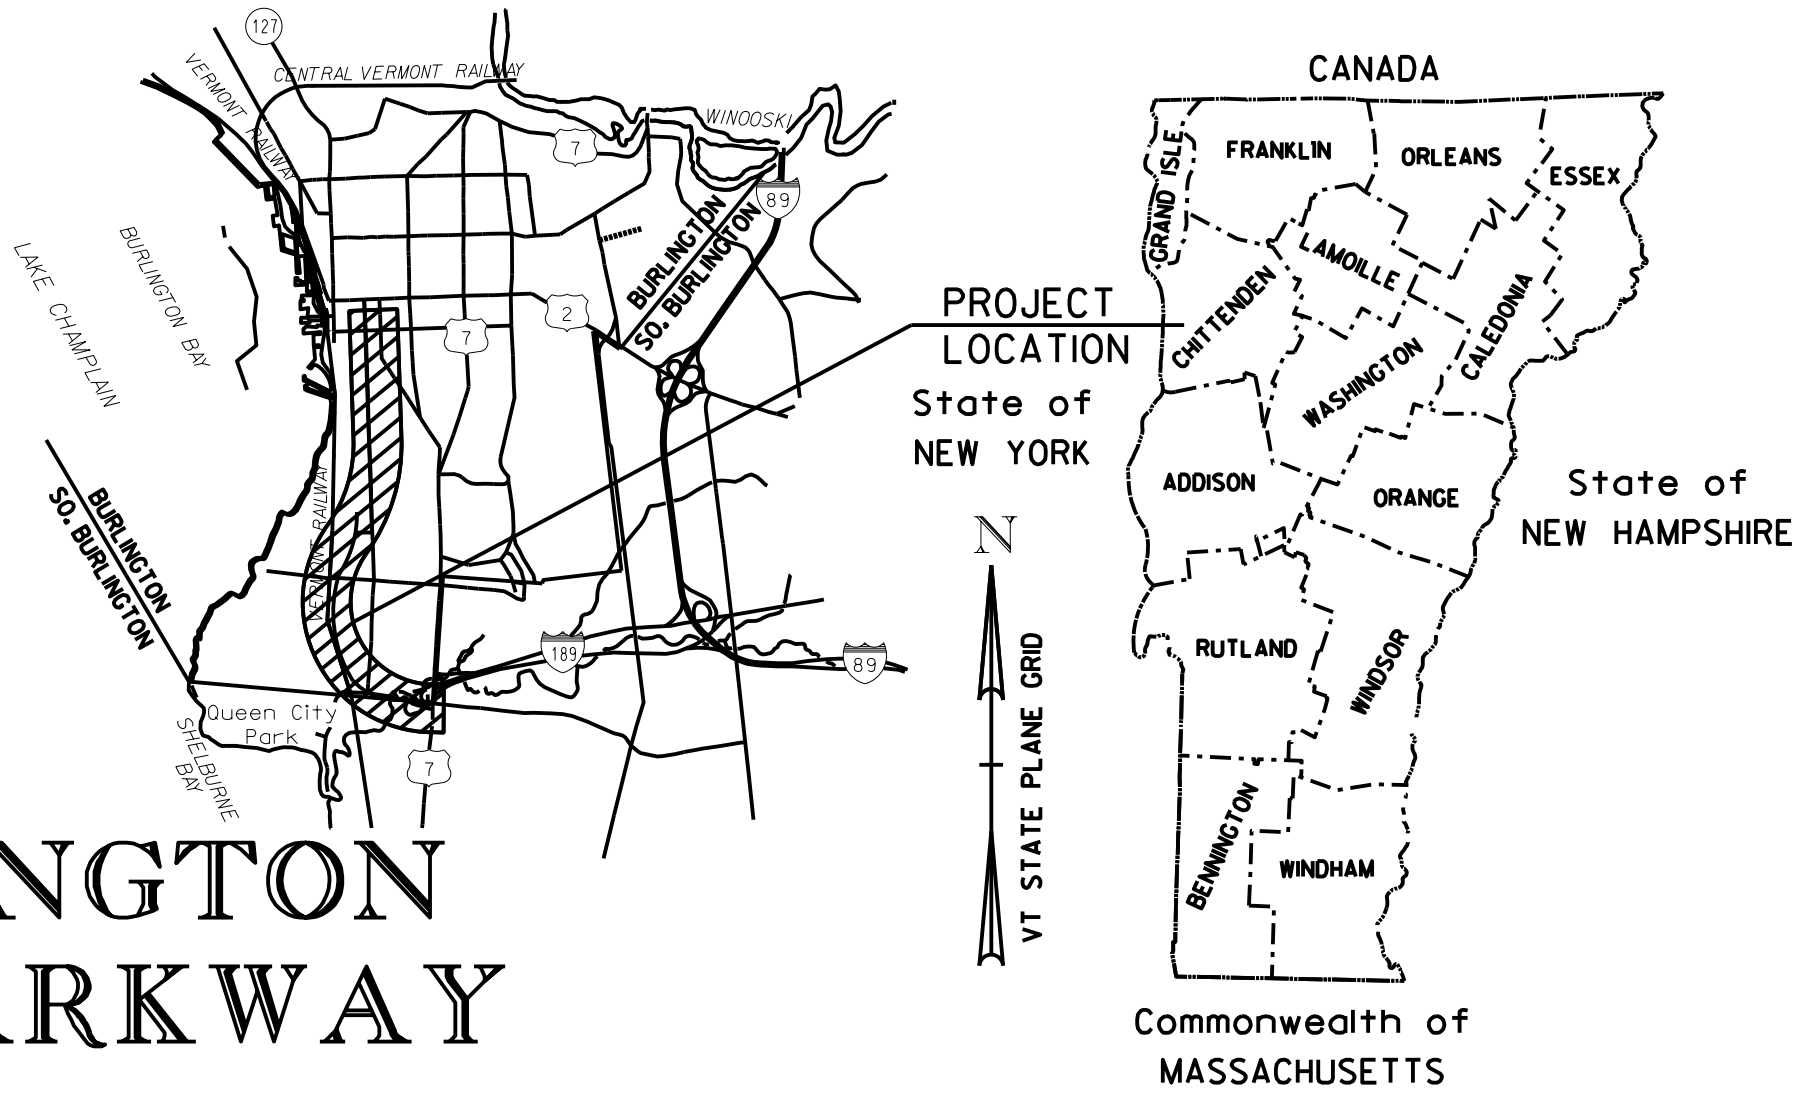 127
CENTRAL VERMONT RAILWAY
VERMONT RAILWAY
WINOOSKI
7
89
BURLINGTON
SO. BURLINGTON
LAKE CHAMPLAIN
BURLINGTON BAY
2
7
VERMONT RAILWAY
BURLINGTON
SO. BURLINGTON
189
89
Queen City
Park
SHELBURNE
BAY
7
NGTON
ARKWAY
PROJECT
LOCATION
State of
NEW YORK
N
VT STATE PLANE GRID
CANADA
GRAND ISLE
FRANKLIN
ORLEANS
ESSEX
LAMOILLE
CHITTENDEN
CALEDONIA
WASHINGTON
ADDISON
ORANGE
State of
NEW HAMPSHIRE
RUTLAND
WINDSOR
BENNINGTON
WINDHAM
Commonwealth of
MASSACHUSETTS